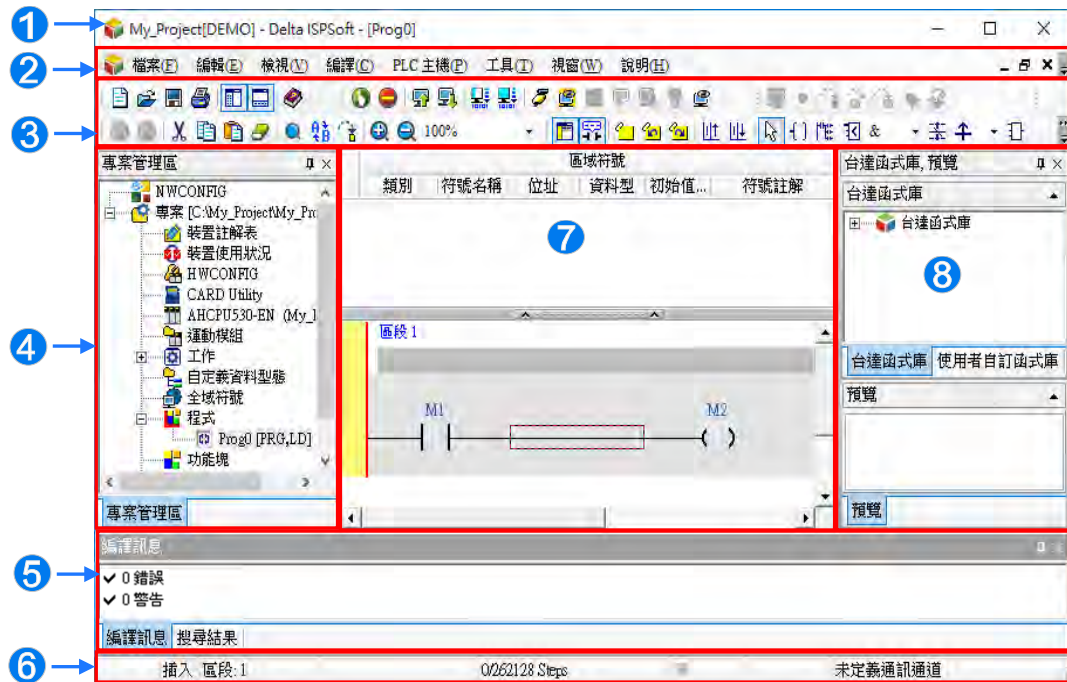 1
My_Project[DEMO] - Delta ISPSoft - [Prog0]
2
檔案(F) 編輯(E) 檢視(V) 編譯(C) PLC 主機(P) 工具(T) 視窗(W) 說明(H)
3
100%
專案管理區
區域符號
台達函式庫, 預覽
類別 符號名稱 位址 資料型 初始值... 符號註解
台達函式庫
NWCONFIG
專案 [C:\My_Project\My_Pro
台達函式庫
裝置註解表
7
裝置使用狀況
HWCONFIG
8
CARD Utility
AHCPU530-EN (My_I
4
運動模組
區段 1
工作
台達函式庫 使用者自訂函式庫
自定義資料型態
全域符號
預覽
程式
M1 M2
Prog0 [PRG,LD]
功能塊
專案管理區
預覽
編譯訊息
5
0 錯誤
0 警告
編譯訊息 搜尋結果
6
插入 區段: 1 0/262128 Steps 未定義通訊通道